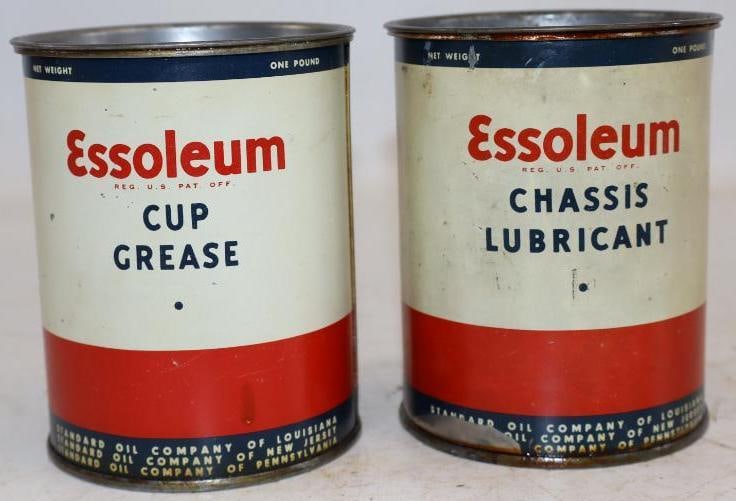 NET WEIGHT ONE POUND
Essoleum
REG. U.S. PAT. OFF.
CUP
GREASE
STANDARD OIL COMPANY OF LOUISIANA
STANDARD OIL COMPANY OF NEW JERSEY
STANDARD OIL COMPANY OF PENNSYLVANIA
NET WEIGHT ONE POUND
Essoleum
REG. U.S. PAT. OFF.
CHASSIS
LUBRICANT
STANDARD OIL COMPANY OF LOUISIANA
OIL COMPANY OF NEW JERSEY
COMPANY OF PENNSYLVANIA